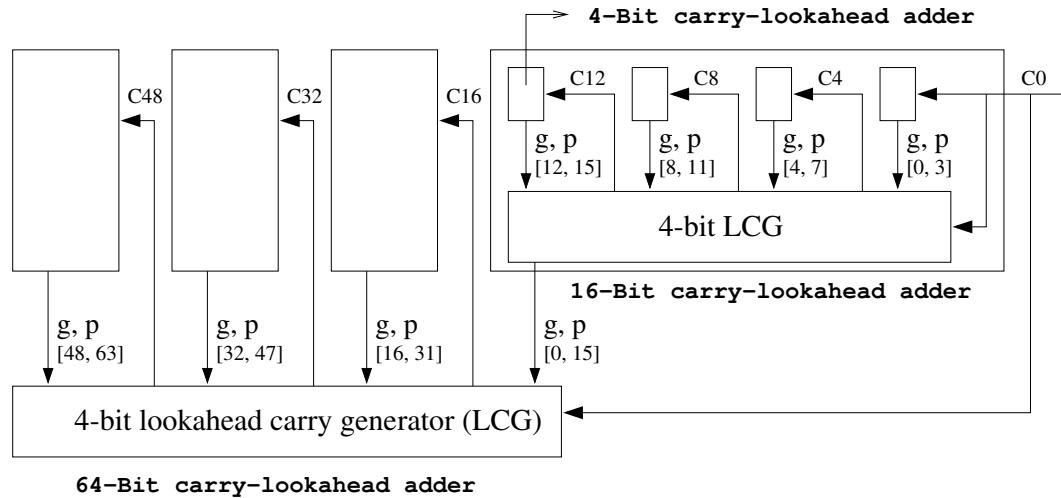 4-Bit carry-lookahead adder
C48
C32
C16
C12
C8
C4
C0
g, p
[12, 15]
g, p
[8, 11]
g, p
[4, 7]
g, p
[0, 3]
4-bit LCG
16-Bit carry-lookahead adder
g, p
[48, 63]
g, p
[32, 47]
g, p
[16, 31]
g, p
[0, 15]
4-bit lookahead carry generator (LCG)
64-Bit carry-lookahead adder